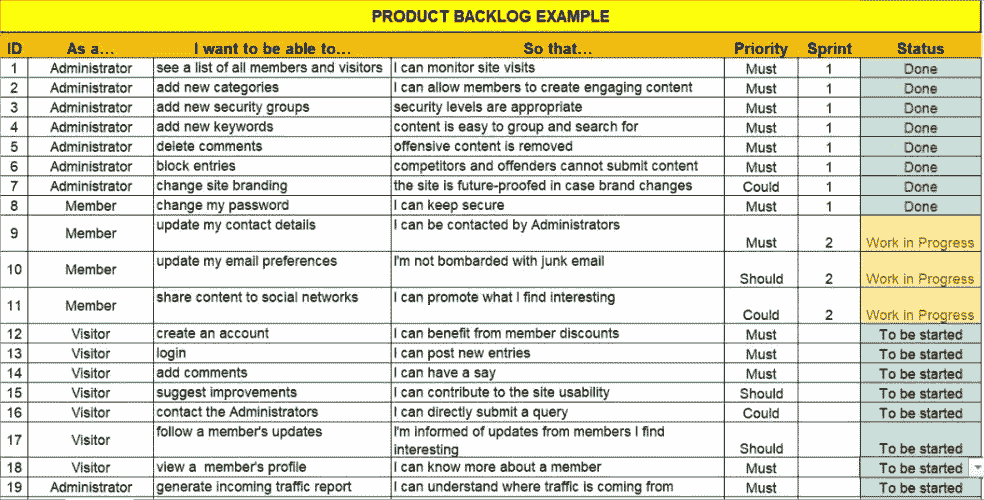 PRODUCT BACKLOG EXAMPLE
ID As a... I want to be able to... So that... Priority Sprint Status
1 Administrator see a list of all members and visitors I can monitor site visits Must 1 Done
2 Administrator add new categories I can allow members to create engaging content Must 1 Done
3 Administrator add new security groups security levels are appropriate Must 1 Done
4 Administrator add new keywords content is easy to group and search for Must 1 Done
5 Administrator delete comments offensive content is removed Must 1 Done
6 Administrator block entries competitors and offenders cannot submit content Must 1 Done
7 Administrator change site branding the site is future-proofed in case brand changes Could 1 Done
8 Member change my password I can keep secure Must 1 Done
9 Member update my contact details I can be contacted by Administrators Must 2 Work in Progress
10 Member update my email preferences I'm not bombarded with junk email Should 2 Work in Progress
11 Member share content to social networks I can promote what I find interesting Could 2 Work in Progress
12 Visitor create an account I can benefit from member discounts Must To be started
13 Visitor login I can post new entries Must To be started
14 Visitor add comments I can have a say Must To be started
15 Visitor suggest improvements I can contribute to the site usability Should To be started
16 Visitor contact the Administrators I can directly submit a query Could To be started
17 Visitor follow a member's updates I'm informed of updates from members I find
interesting Should To be started
18 Visitor view a member's profile I can know more about a member Must To be started
19 Administrator generate incoming traffic report I can understand where traffic is coming from Must To be started